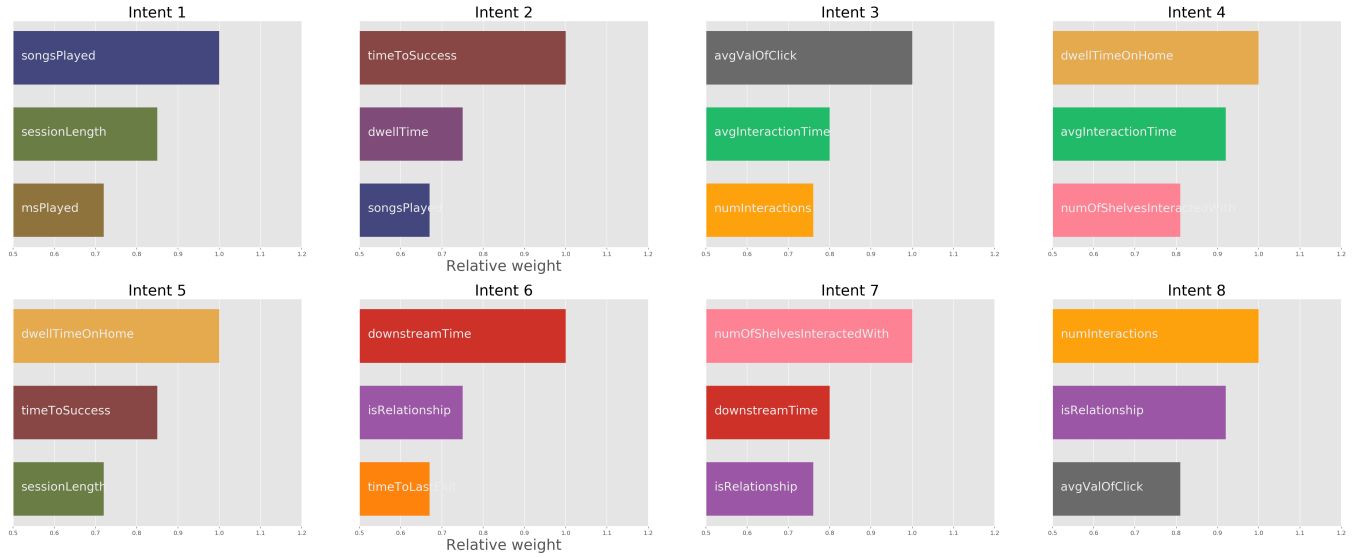 Intent 1
songsPlayed
sessionLength
msPlayed
0.5 0.6 0.7 0.8 0.9 1.0 1.1 1.2
Intent 2
timeToSuccess
dwellTime
songsPlayed
0.5 0.6 0.7 0.8 0.9 1.0 1.1 1.2
Relative weight
Intent 3
avgValOfClick
avgInteractionTime
numInteractions
0.5 0.6 0.7 0.8 0.9 1.0 1.1 1.2
Intent 4
dwellTimeOnHome
avgInteractionTime
numOfShelvesInteractedWith
0.5 0.6 0.7 0.8 0.9 1.0 1.1 1.2
Intent 5
dwellTimeOnHome
timeToSuccess
sessionLength
0.5 0.6 0.7 0.8 0.9 1.0 1.1 1.2
Intent 6
downstreamTime
isRelationship
timeToLastExit
0.5 0.6 0.7 0.8 0.9 1.0 1.1 1.2
Relative weight
Intent 7
numOfShelvesInteractedWith
downstreamTime
isRelationship
0.5 0.6 0.7 0.8 0.9 1.0 1.1 1.2
Intent 8
numInteractions
isRelationship
avgValOfClick
0.5 0.6 0.7 0.8 0.9 1.0 1.1 1.2